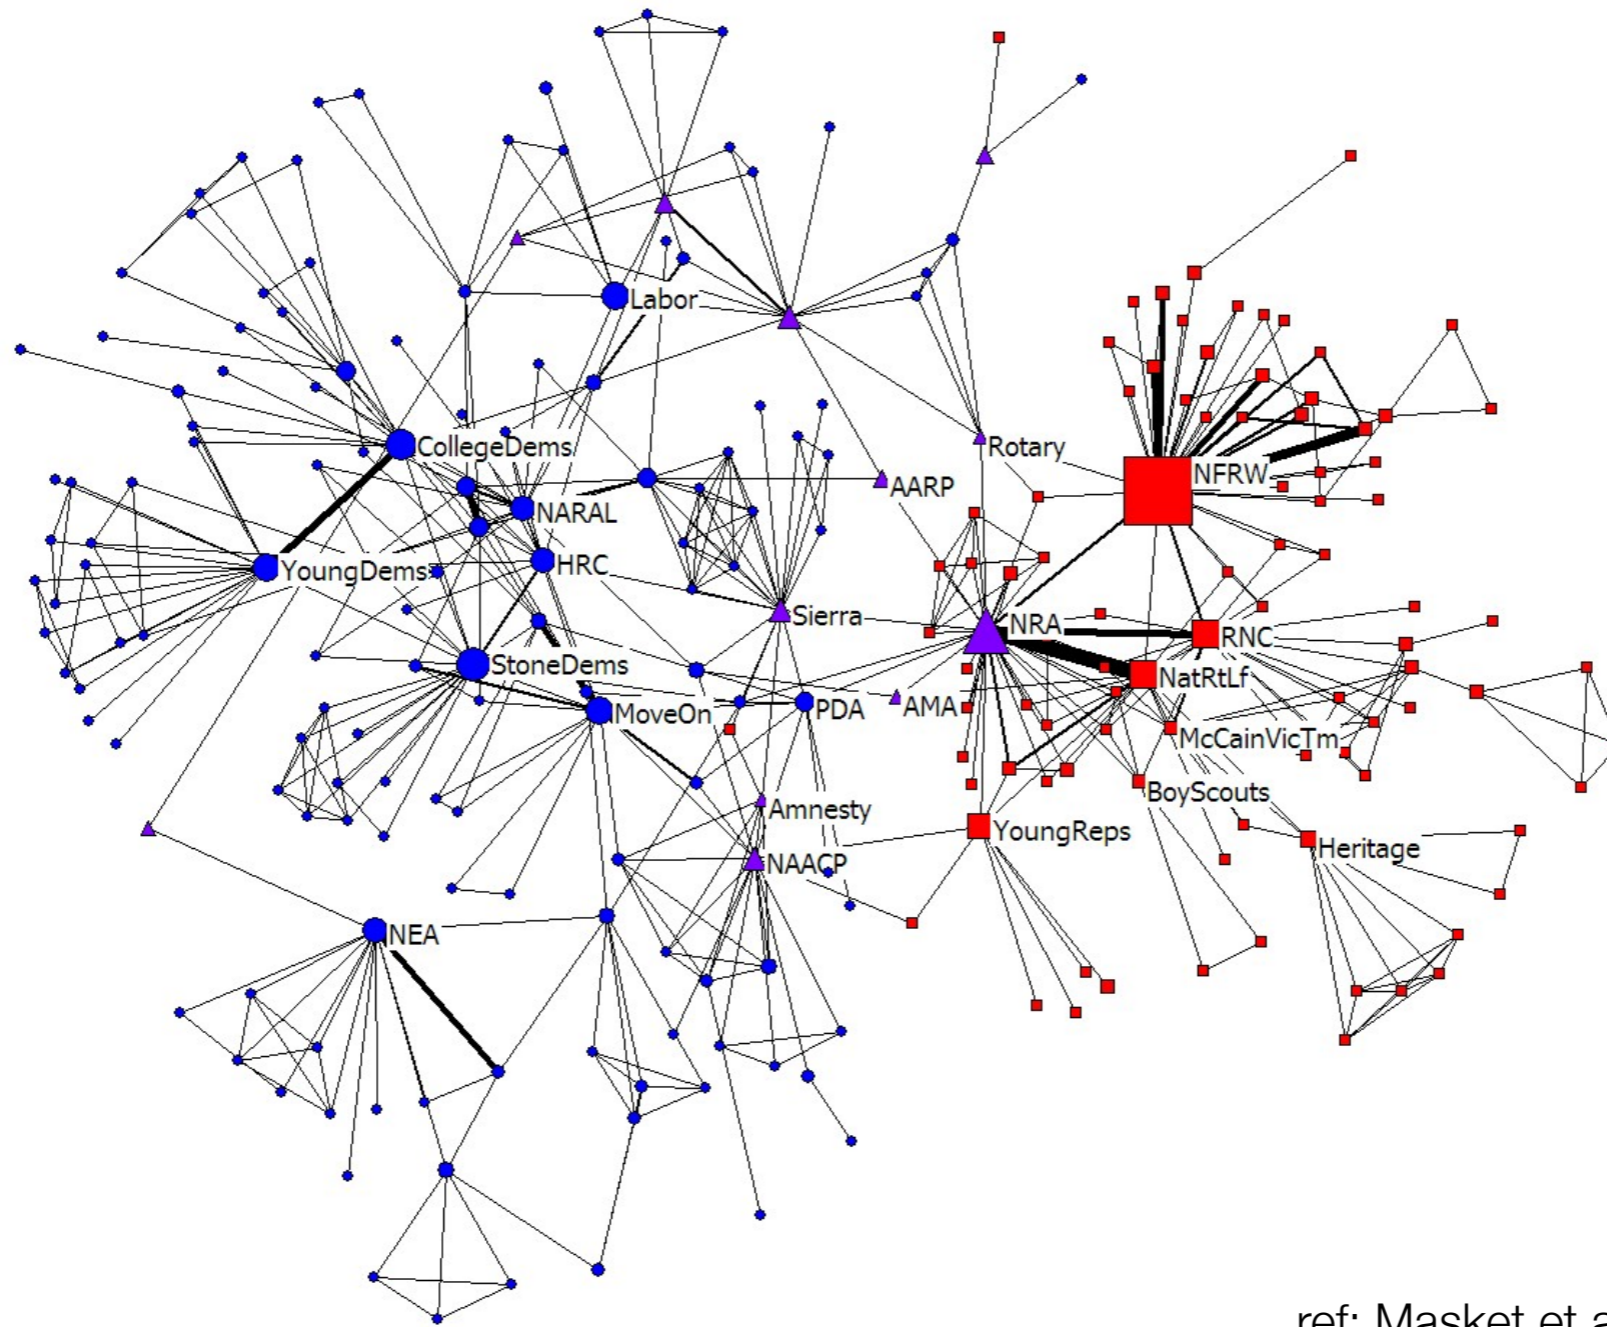 Labor
CollegeDems
Rotary
NFRW
AARP
NARAL
HRC
YoungDems
Sierra
NRA
RNC
StoneDems
NatRtLf
MoveOn
PDA
AMA
McCainVicTm
BoyScouts
Amnesty
YoungReps
Heritage
NAACP
NEA
ref: Masket et a